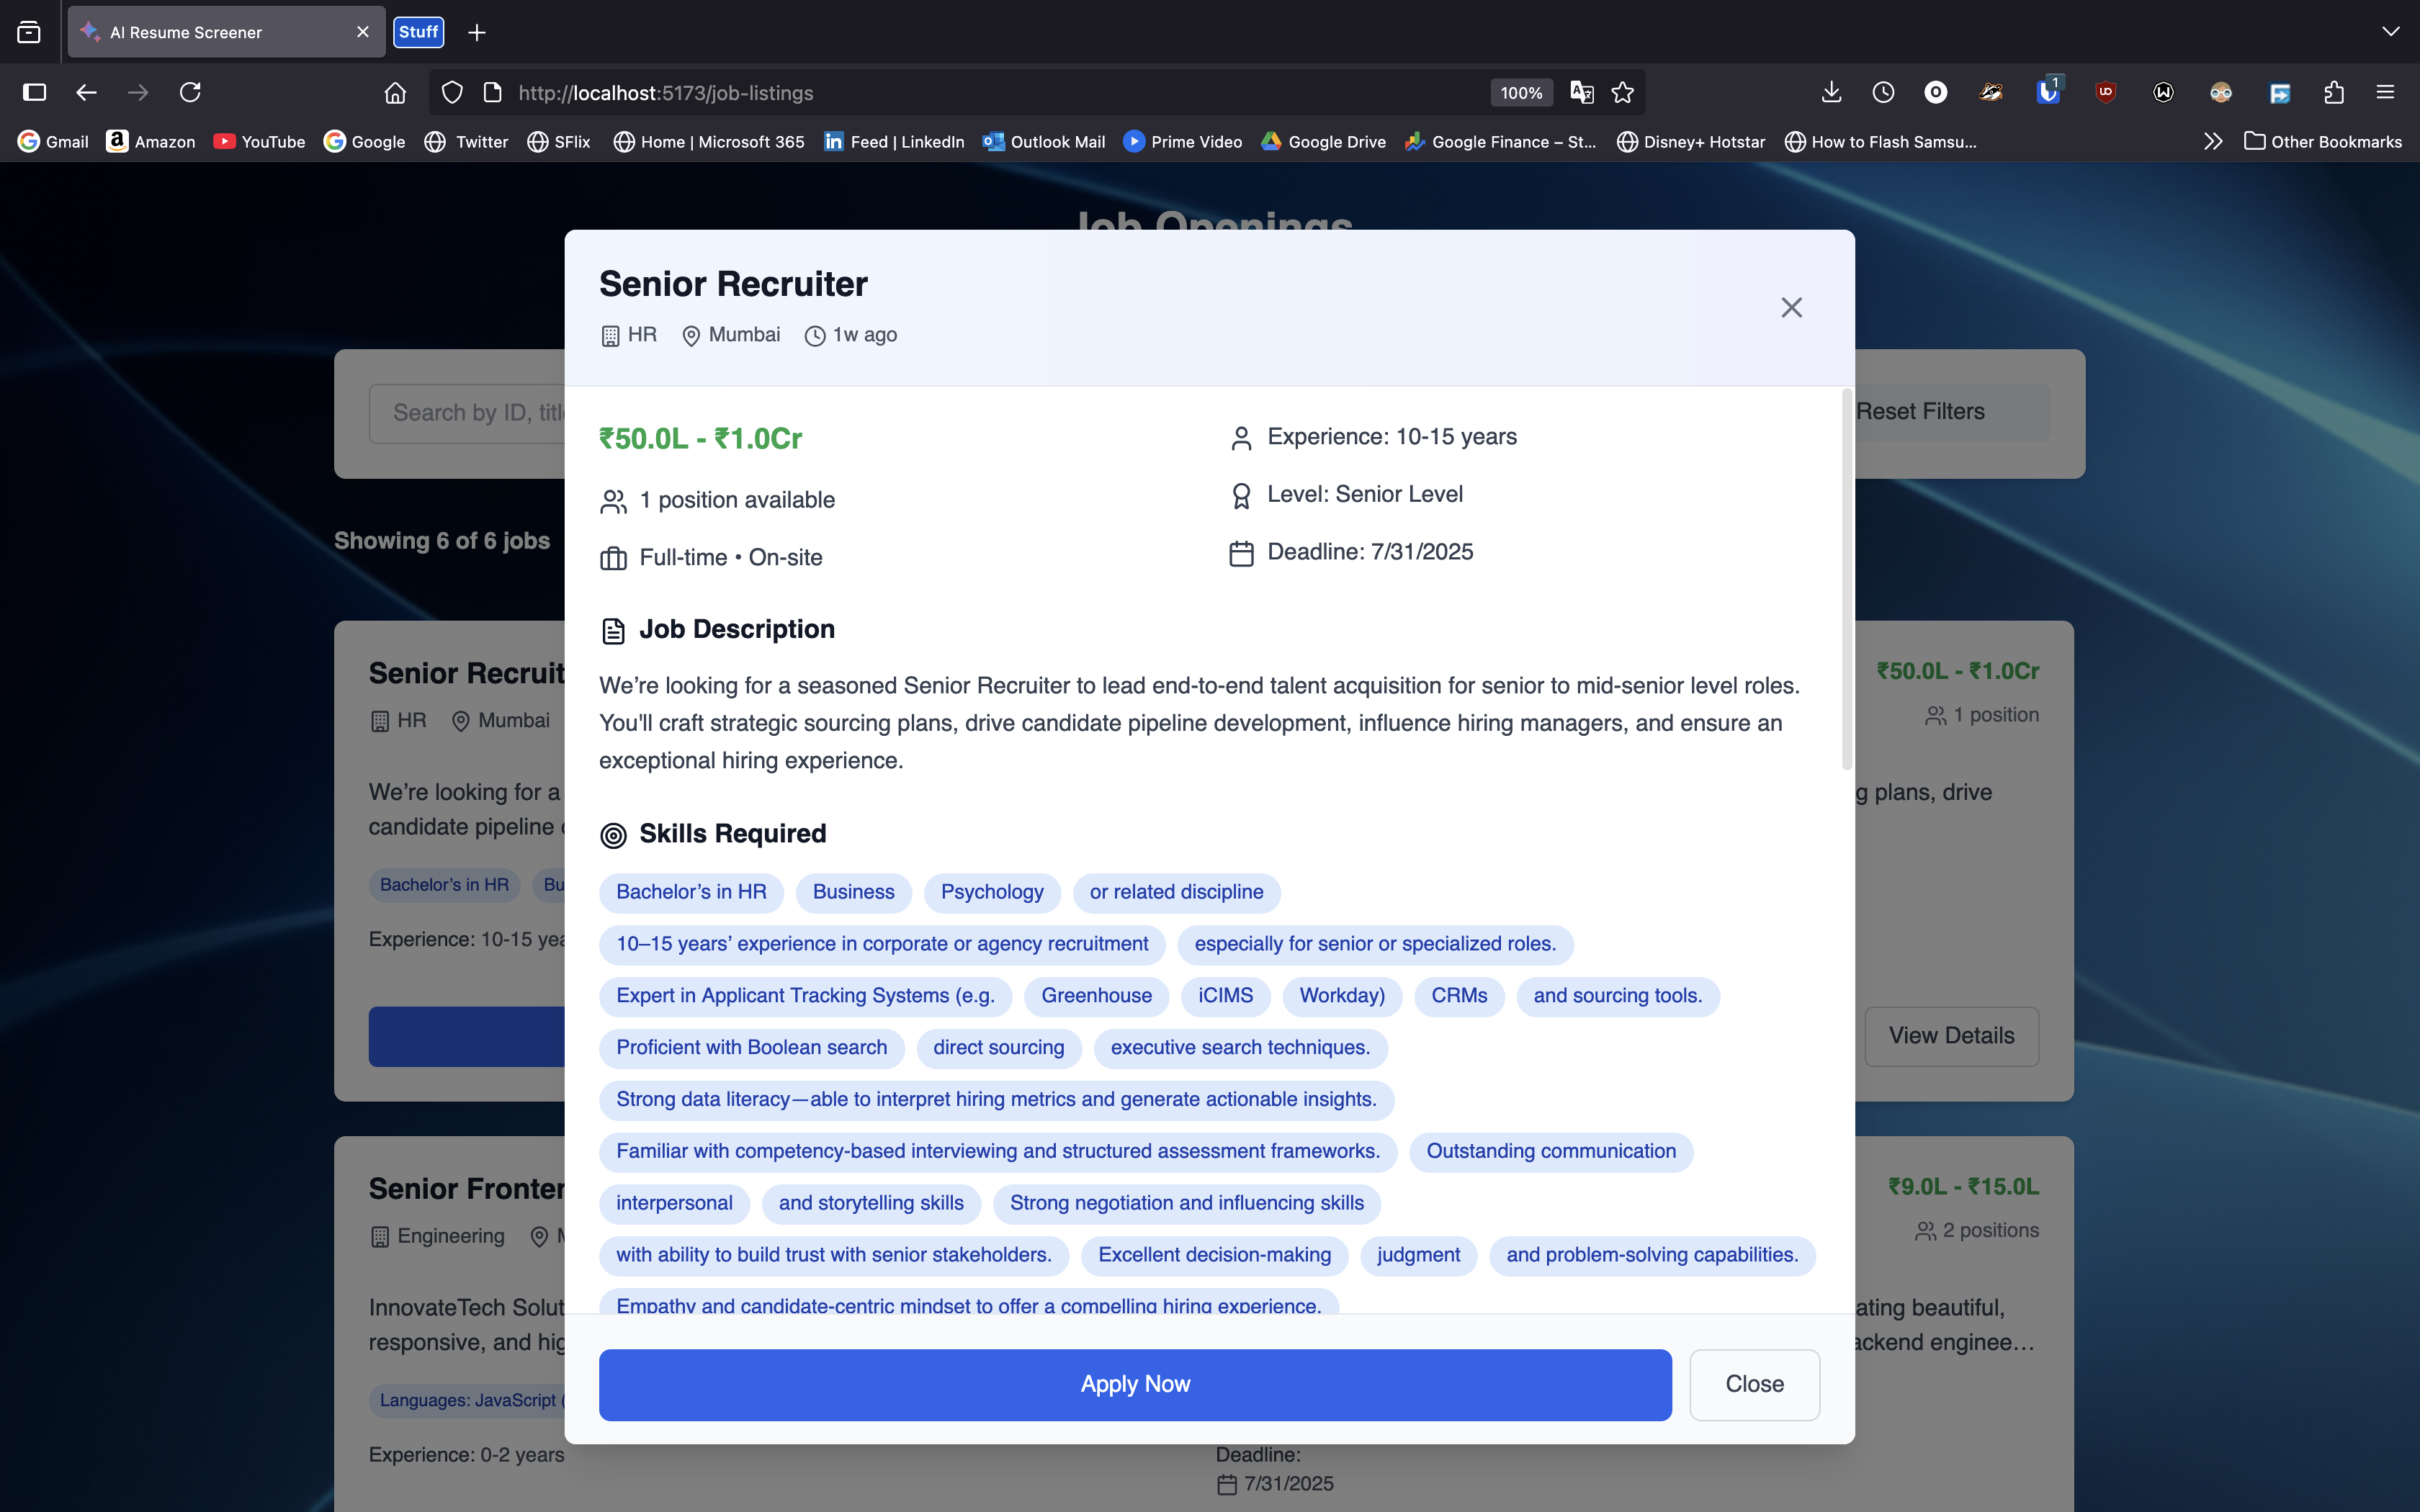 AI Resume Screener
Stuff
http://localhost:5173/job-listings
100%
1
Gmail
Amazon
YouTube
Google
Twitter
SFlix
Home | Microsoft 365
Feed | LinkedIn
Outlook Mail
Prime Video
Google Drive
Google Finance – St...
Disney+ Hotstar
How to Flash Samsu...
Other Bookmarks
Job Openings
Search by ID, titl
Reset Filters
Showing 6 of 6 jobs
Senior Recruit
HR Mumbai
We’re looking for a
candidate pipeline
Bachelor’s in HR Bu
Experience: 10-15 yea
₹50.0L - ₹1.0Cr
1 position
g plans, drive
View Details
Senior Fronter
Engineering
InnovateTech Solut
responsive, and hig
Languages: JavaScript (
Experience: 0-2 years
Deadline:
7/31/2025
₹9.0L - ₹15.0L
2 positions
ating beautiful,
ackend enginee…
Senior Recruiter
HR Mumbai 1w ago
₹50.0L - ₹1.0Cr
1 position available
Full-time • On-site
Experience: 10-15 years
Level: Senior Level
Deadline: 7/31/2025
Job Description
We’re looking for a seasoned Senior Recruiter to lead end-to-end talent acquisition for senior to mid-senior level roles.
You'll craft strategic sourcing plans, drive candidate pipeline development, influence hiring managers, and ensure an
exceptional hiring experience.
Skills Required
Bachelor’s in HR Business Psychology or related discipline
10–15 years’ experience in corporate or agency recruitment especially for senior or specialized roles.
Expert in Applicant Tracking Systems (e.g. Greenhouse iCIMS Workday) CRMs and sourcing tools.
Proficient with Boolean search direct sourcing executive search techniques.
Strong data literacy—able to interpret hiring metrics and generate actionable insights.
Familiar with competency-based interviewing and structured assessment frameworks. Outstanding communication
interpersonal and storytelling skills Strong negotiation and influencing skills
with ability to build trust with senior stakeholders. Excellent decision-making judgment and problem-solving capabilities.
Empathy and candidate-centric mindset to offer a compelling hiring experience.
Apply Now
Close